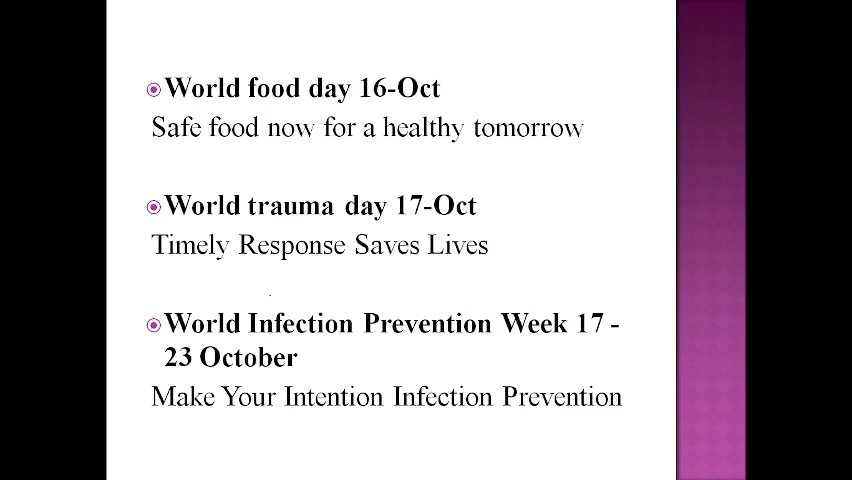 World food day 16-Oct
Safe food now for a healthy tomorrow
World trauma day 17-Oct
Timely Response Saves Lives
World Infection Prevention Week 17 -
23 October
Make Your Intention Infection Prevention